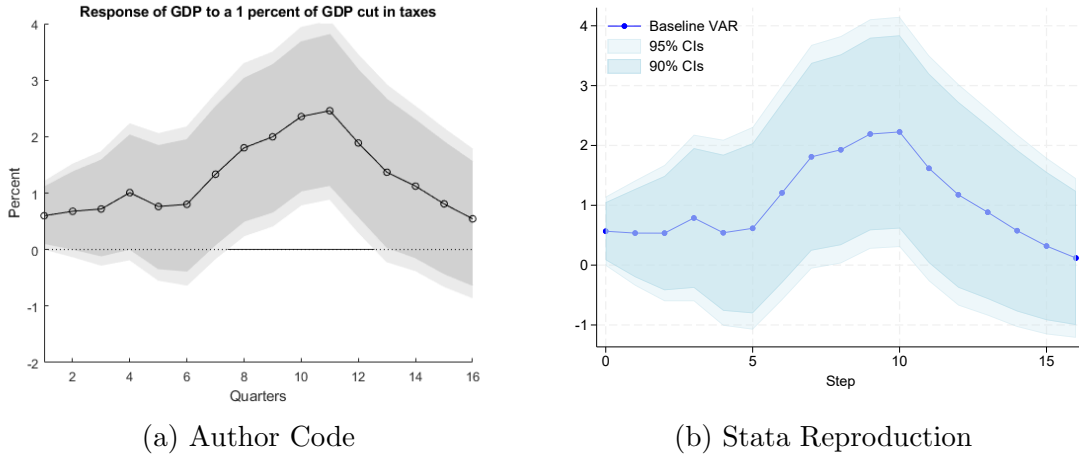 Response of GDP to a 1 percent of GDP cut in taxes
4
3
2
1
0
-1
-2
Percent
2 4 6 8 10 12 14 16
Quarters
(a) Author Code
Baseline VAR
95% CIs
90% CIs
4
3
2
1
0
-1
0 5 10 15
Step
(b) Stata Reproduction